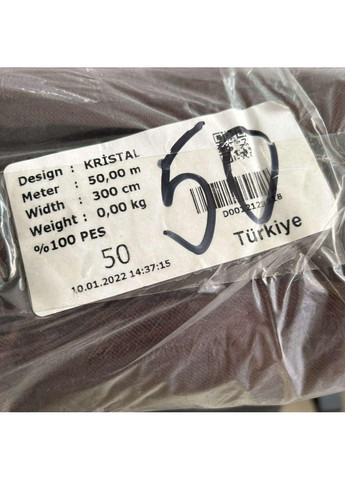 Design : KRİSTAL
Meter : 50,00 m
Width : 300 cm
Weight : 0,00 kg
%100 PES
50
10.01.2022 14:37:15
50
Türkiye